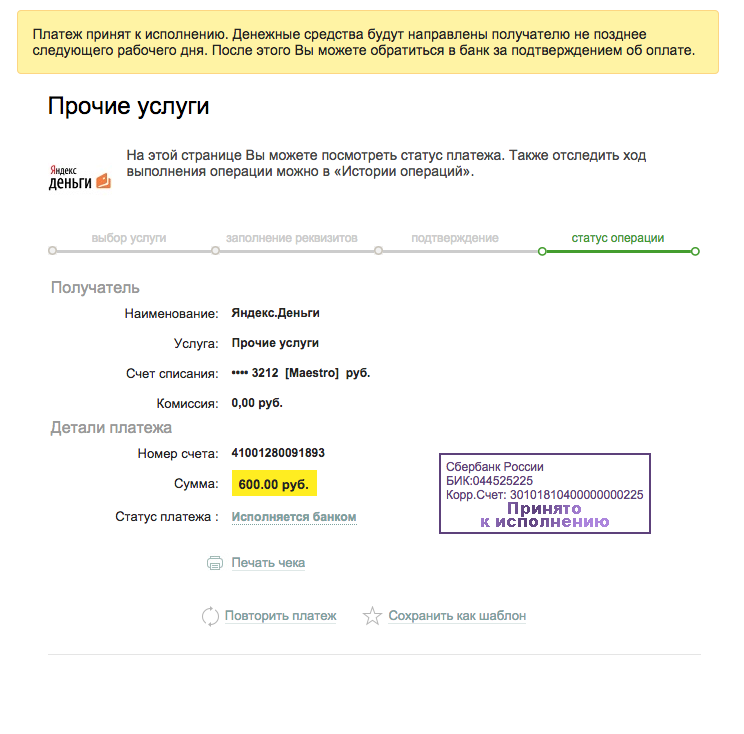 Платеж принят к исполнению. Денежные средства будут направлены получателю не позднее
следующего рабочего дня. После этого Вы можете обратиться в банк за подтверждением об оплате.
Прочие услуги
Яндекс
деньги
На этой странице Вы можете посмотреть статус платежа. Также отследить ход
выполнения операции можно в «Истории операций».
выбор услуги заполнение реквизитов подтверждение статус операции
Получатель
Наименование: Яндекс.Деньги
Услуга: Прочие услуги
Счет списания: •••• 3212 [Maestro] руб.
Комиссия: 0,00 руб.
Детали платежа
Номер счета: 41001280091893
Сумма: 600.00 руб.
Статус платежа : Исполняется банком
Сбербанк России
БИК:044525225
Корр.Счет: 30101810400000000225
Принято
к исполнению
Печать чека
Повторить платеж Сохранить как шаблон